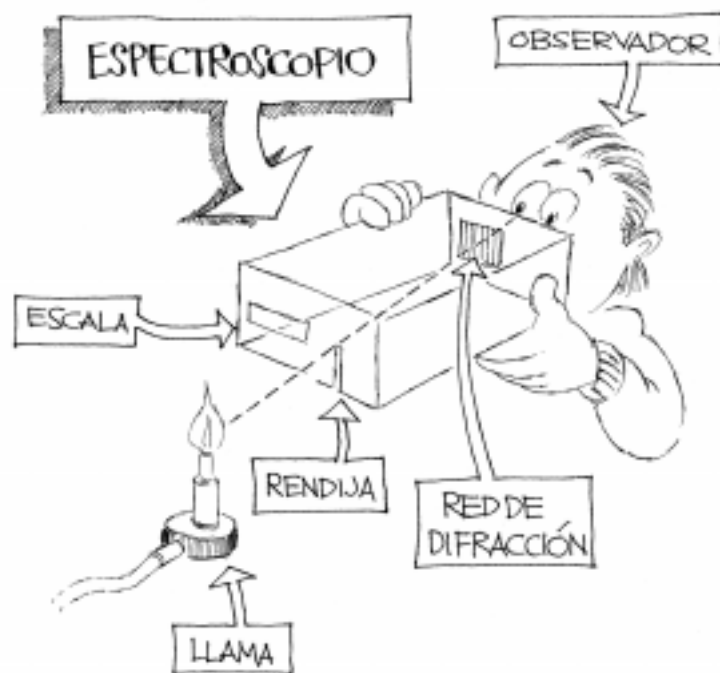 ESPECTROSCOPIO
OBSERVADOR
ESCALA
RENDIJA
RED DE
DIFRACCIÓN
LLAMA